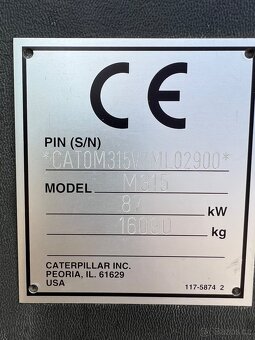 CE
PIN (S/N)
MODEL M315
kW
kg
CATERPILLAR INC.
PEORIA, IL. 61629
USA
117-5874 2